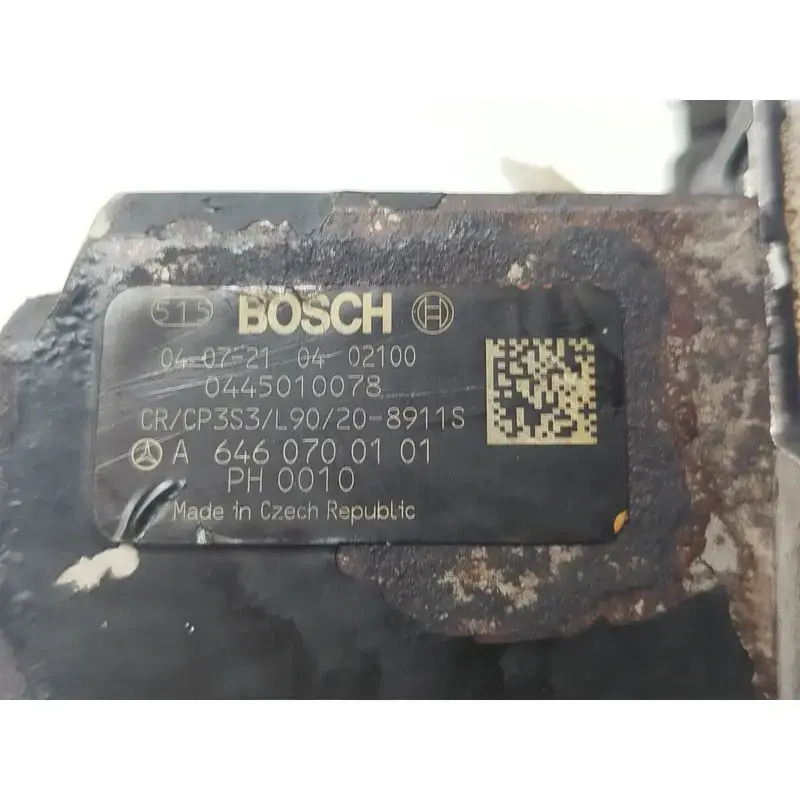 515 BOSCH
04-07-21 04 02100
0445010078
CR/CP3S3/L90/20-8911S
A 646 070 01 01
PH 0010
Made in Czech Republic